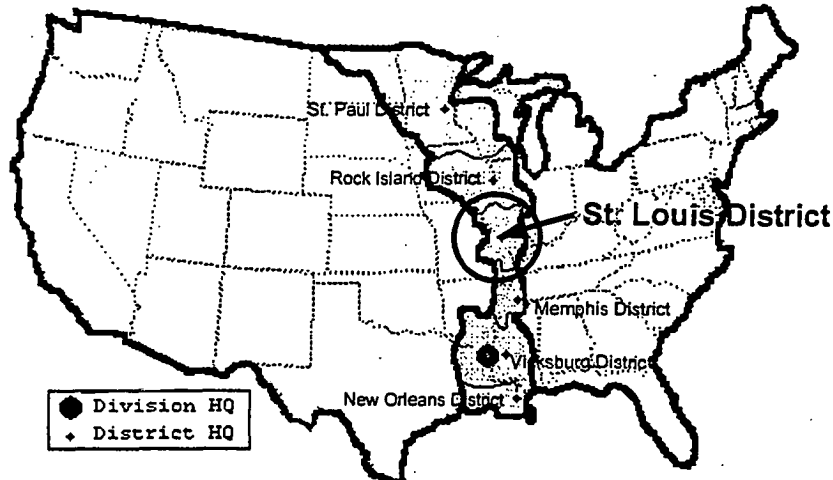 St. Paul District
Rock Island District
St. Louis District
Memphis District
Vicksburg District
New Orleans District
Division HQ
District HQ